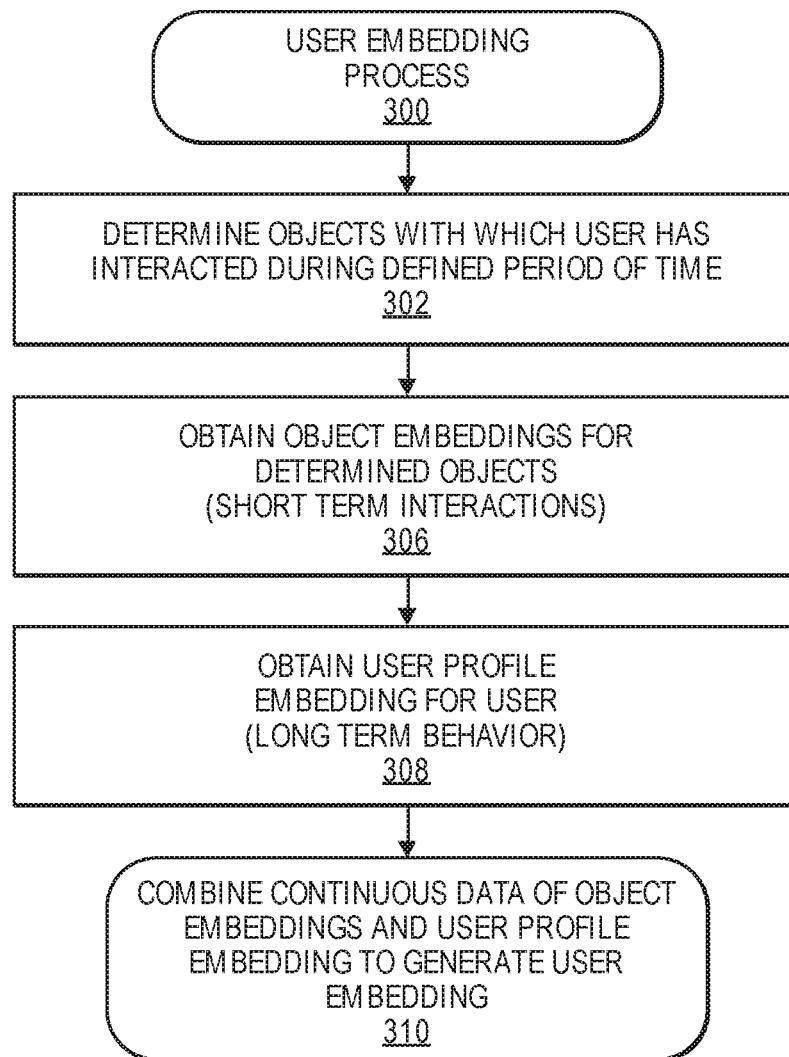 USER EMBEDDING
PROCESS
300
DETERMINE OBJECTS WITH WHICH USER HAS
INTERACTED DURING DEFINED PERIOD OF TIME
302
OBTAIN OBJECT EMBEDDINGS FOR
DETERMINED OBJECTS
(SHORT TERM INTERACTIONS)
306
OBTAIN USER PROFILE
EMBEDDING FOR USER
(LONG TERM BEHAVIOR)
308
COMBINE CONTINUOUS DATA OF OBJECT
EMBEDDINGS AND USER PROFILE
EMBEDDING TO GENERATE USER
EMBEDDING
310